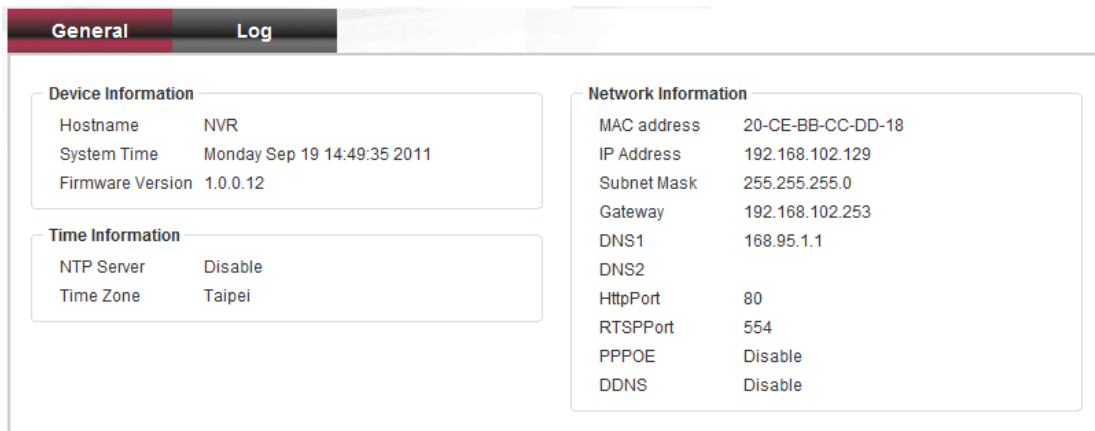 General Log
Device Information
Hostname NVR
System Time Monday Sep 19 14:49:35 2011
Firmware Version 1.0.0.12
Time Information
NTP Server Disable
Time Zone Taipei
Network Information
MAC address 20-CE-BB-CC-DD-18
IP Address 192.168.102.129
Subnet Mask 255.255.255.0
Gateway 192.168.102.253
DNS1 168.95.1.1
DNS2
HttpPort 80
RTSPPort 554
PPPOE Disable
DDNS Disable